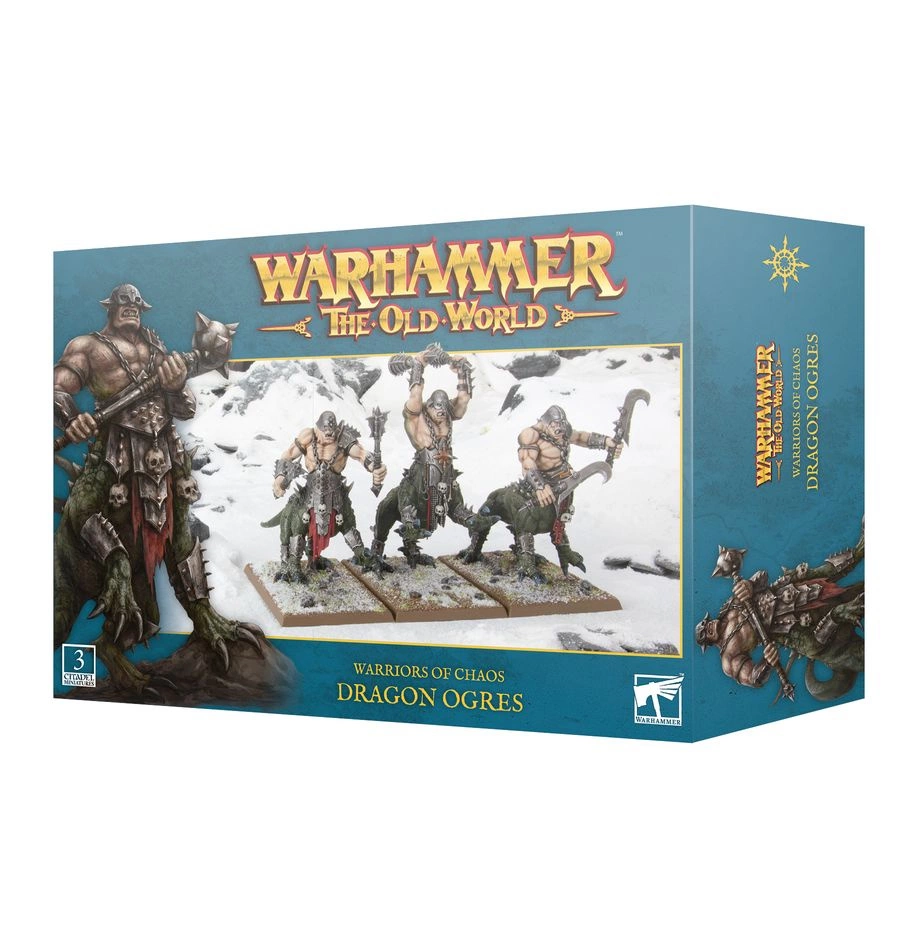 WARHAMMER™
THE·OLD·WORLD
3
CITADEL
MINIATURES
WARRIORS OF CHAOS
DRAGON OGRES
WARHAMMER
WARHAMMER
THE·OLD·WORLD
WARRIORS OF CHAOS
DRAGON OGRES